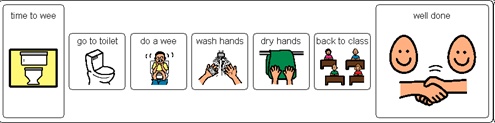 time to wee
go to toilet
do a wee
wash hands
dry hands
back to class
well done